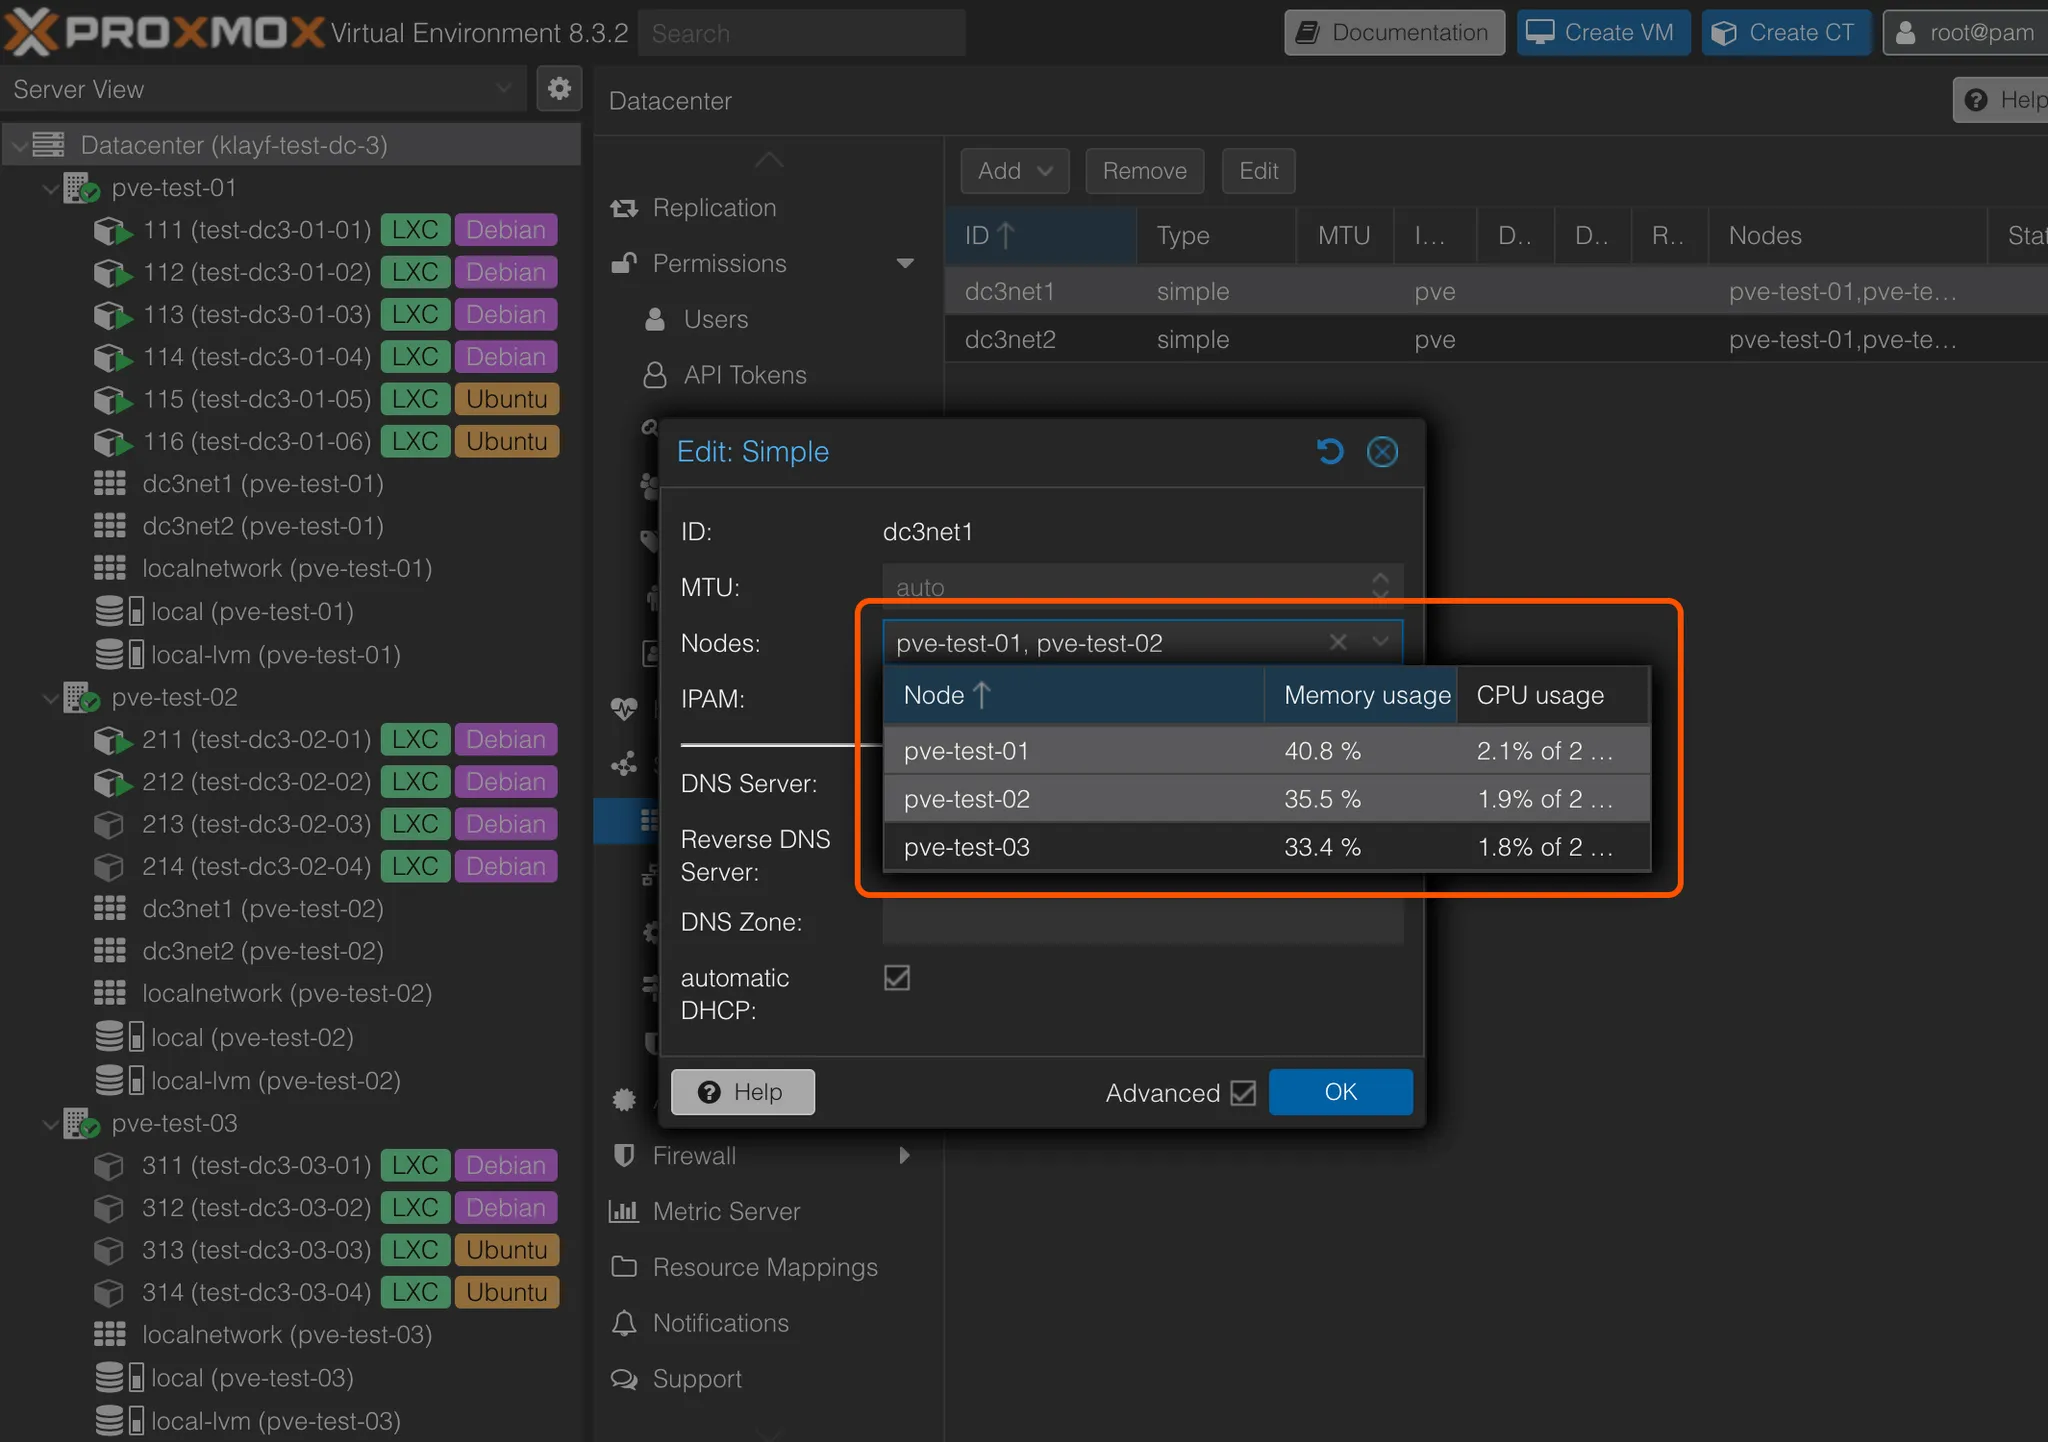 PROXMOX Virtual Environment 8.3.2
Search
Documentation
Create VM
Create CT
root@pam
Server View
Datacenter (klayf-test-dc-3)
pve-test-01
111 (test-dc3-01-01) LXC Debian
112 (test-dc3-01-02) LXC Debian
113 (test-dc3-01-03) LXC Debian
114 (test-dc3-01-04) LXC Debian
115 (test-dc3-01-05) LXC Ubuntu
116 (test-dc3-01-06) LXC Ubuntu
dc3net1 (pve-test-01)
dc3net2 (pve-test-01)
localnetwork (pve-test-01)
local (pve-test-01)
local-lvm (pve-test-01)
pve-test-02
211 (test-dc3-02-01) LXC Debian
212 (test-dc3-02-02) LXC Debian
213 (test-dc3-02-03) LXC Debian
214 (test-dc3-02-04) LXC Debian
dc3net1 (pve-test-02)
dc3net2 (pve-test-02)
localnetwork (pve-test-02)
local (pve-test-02)
local-lvm (pve-test-02)
pve-test-03
311 (test-dc3-03-01) LXC Debian
312 (test-dc3-03-02) LXC Debian
313 (test-dc3-03-03) LXC Ubuntu
314 (test-dc3-03-04) LXC Ubuntu
localnetwork (pve-test-03)
local (pve-test-03)
local-lvm (pve-test-03)
Datacenter
Help
Replication
Permissions
Users
API Tokens
Firewall
Metric Server
Resource Mappings
Notifications
Support
Add Remove Edit
ID Type MTU I... D.. D.. R.. Nodes
dc3net1 simple pve pve-test-01,pve-te...
dc3net2 simple pve pve-test-01,pve-te...
Edit: Simple
ID: dc3net1
MTU: auto
Nodes: pve-test-01, pve-test-02
IPAM:
Node Memory usage CPU usage
pve-test-01 40.8 % 2.1% of 2 ...
pve-test-02 35.5 % 1.9% of 2 ...
pve-test-03 33.4 % 1.8% of 2 ...
DNS Server:
Reverse DNS
Server:
DNS Zone:
automatic
DHCP:
Help
Advanced
OK